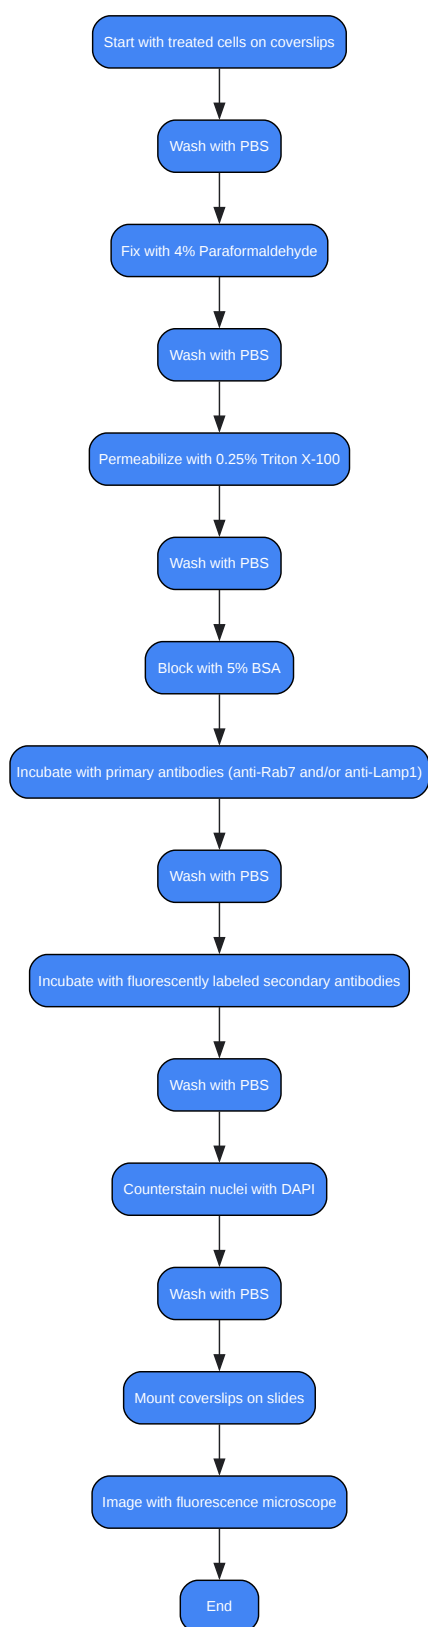 Start with treated cells on coverslips
Wash with PBS
Fix with 4% Paraformaldehyde
Wash with PBS
Permeabilize with 0.25% Triton X-100
Wash with PBS
Block with 5% BSA
Incubate with primary antibodies (anti-Rab7 and/or anti-Lamp1)
Wash with PBS
Incubate with fluorescently labeled secondary antibodies
Wash with PBS
Counterstain nuclei with DAPI
Wash with PBS
Mount coverslips on slides
Image with fluorescence microscope
End